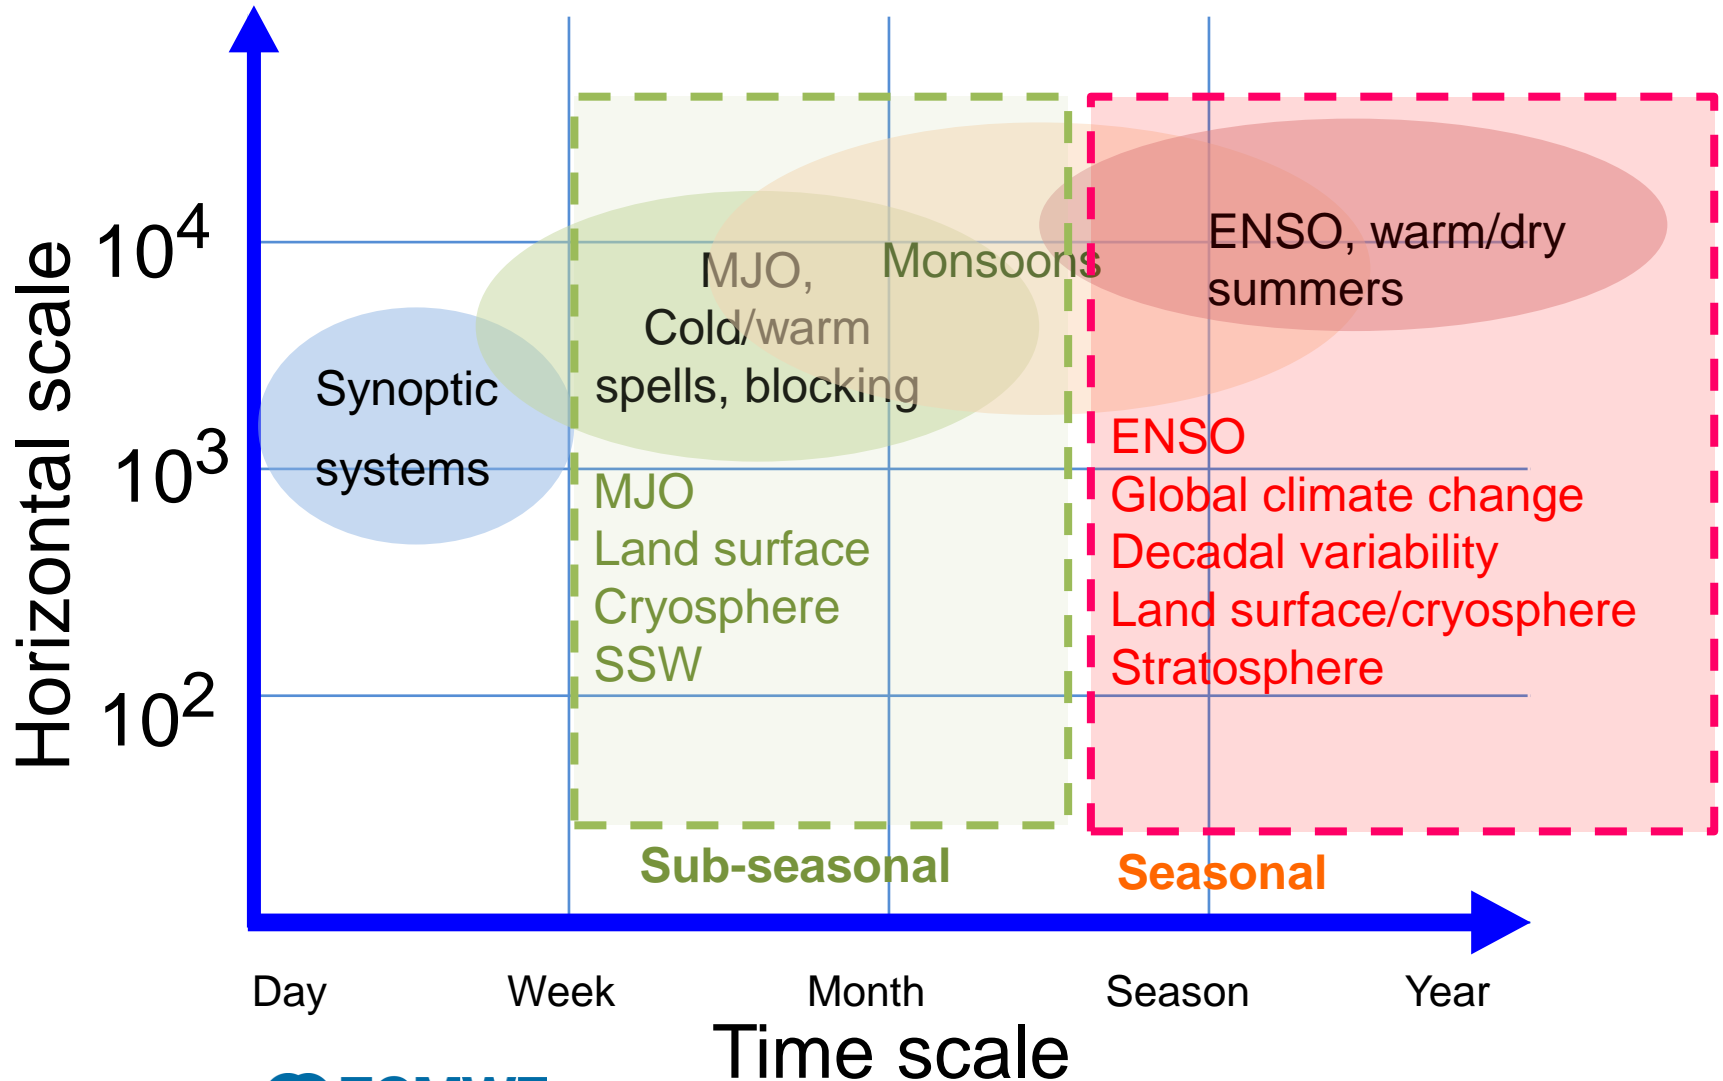 Horizontal scale
10⁴
10³
10²
Synoptic
systems
MJO,
Cold/warm
spells, blocking
Monsoons
ENSO, warm/dry
summers
MJO
Land surface
Cryosphere
SSW
ENSO
Global climate change
Decadal variability
Land surface/cryosphere
Stratosphere
Sub-seasonal
Seasonal
Day
Week
Month
Season
Year
Time scale